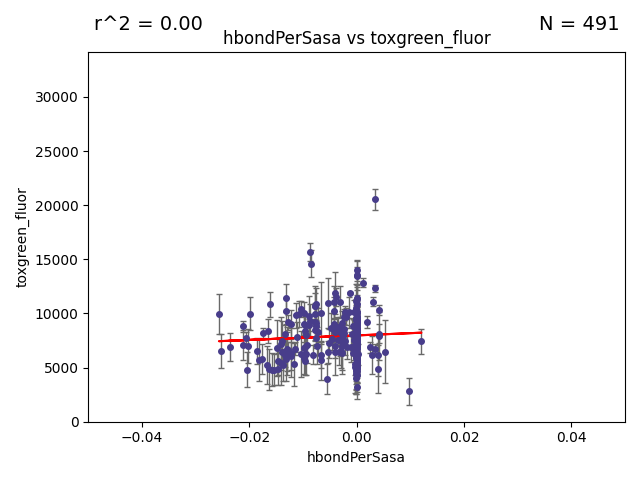 r^2 = 0.00
N = 491
hbondPerSasa vs toxgreen_fluor
30000
25000
20000
15000
10000
5000
0
toxgreen_fluor
−0.04
−0.02
0.00
0.02
0.04
hbondPerSasa